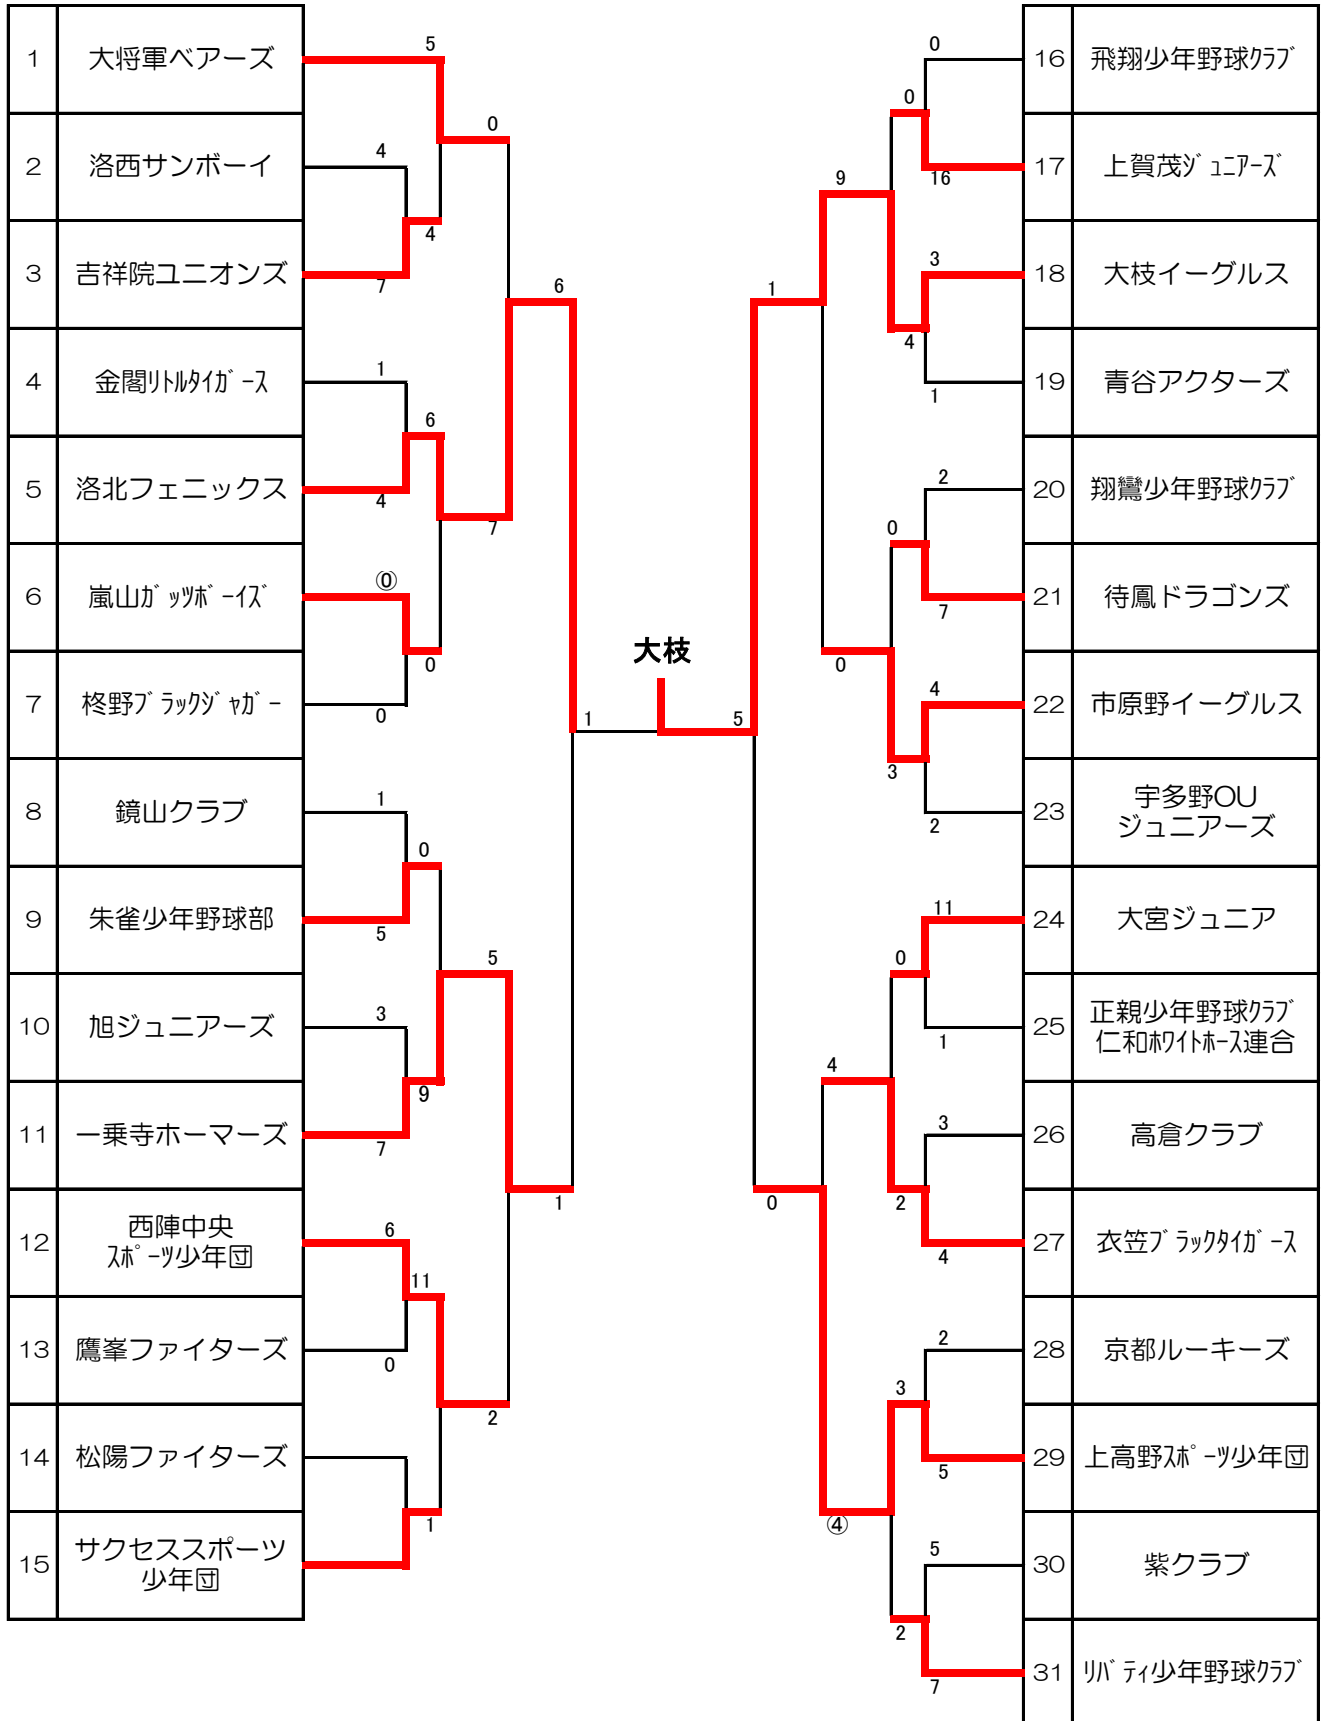 1 大将軍ベアーズ
2 洛西サンボーイ
3 吉祥院ユニオンズ
4 金閣ﾘﾄﾙﾀｲｶﾞｰｽ
5 洛北フェニックス
6 嵐山ｶﾞｯﾂﾎﾞｰｲｽﾞ
7 柊野ﾌﾞﾗｯｸｼﾞｬｶﾞｰ
8 鏡山クラブ
9 朱雀少年野球部
10 旭ジュニアーズ
11 一乗寺ホーマーズ
12 西陣中央
ｽﾎﾟｰﾂ少年団
13 鷹峯ファイターズ
14 松陽ファイターズ
15 サクセススポーツ
少年団
5
4
7
4
0
1
4
6
⓪
0
0
7
6
1
5
0
3
7
9
5
6
0
11
1
2
1
1
大枝
5
1
0
9
0
4
④
0
16
0
3
1
4
2
7
0
4
2
3
11
1
0
3
4
2
2
5
3
5
7
2
16 飛翔少年野球ｸﾗﾌﾞ
17 上賀茂ｼﾞｭﾆｱｰｽﾞ
18 大枝イーグルス
19 青谷アクターズ
20 翔鸞少年野球ｸﾗﾌﾞ
21 待鳳ドラゴンズ
22 市原野イーグルス
23 宇多野OU
ジュニアーズ
24 大宮ジュニア
25 正親少年野球ｸﾗﾌﾞ
仁和ﾎﾜｲﾄﾎｰｽ連合
26 高倉クラブ
27 衣笠ﾌﾞﾗｯｸﾀｲｶﾞｰｽ
28 京都ルーキーズ
29 上高野ｽﾎﾟｰﾂ少年団
30 紫クラブ
31 ﾘﾊﾞﾃｨ少年野球ｸﾗﾌﾞ